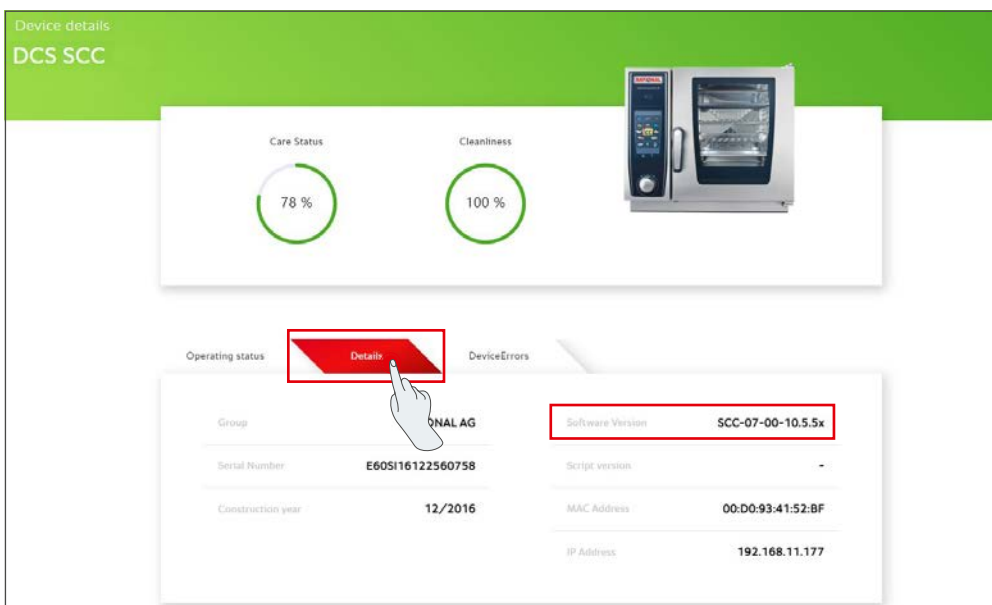 Device details
DCS SCC
RATIONAL
Care Status
Cleanliness
78 %
100 %
Operating status
Details
DeviceErrors
Group
ONAL AG
Software Version
SCC-07-00-10.5.5x
Serial Number
E60SI16122560758
Script version
-
Construction year
12/2016
MAC Address
00:D0:93:41:52:BF
IP Address
192.168.11.177